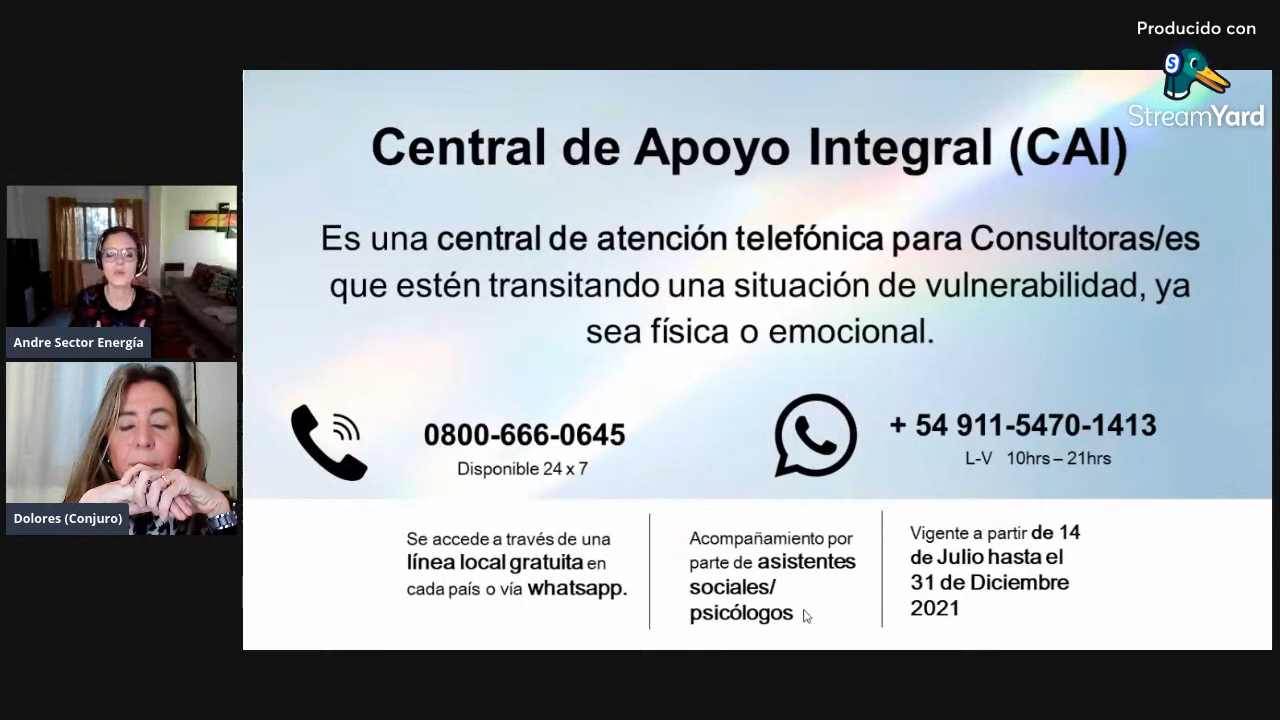 Producido con
StreamYard
Central de Apoyo Integral (CAI)
Es una central de atención telefónica para Consultoras/es
que estén transitando una situación de vulnerabilidad, ya
sea física o emocional.
0800-666-0645
Disponible 24 x 7
+ 54 911-5470-1413
L-V 10hrs – 21hrs
Se accede a través de una
línea local gratuita en
cada país o vía whatsapp.
Acompañamiento por
parte de asistentes
sociales/
psicólogos
Vigente a partir de 14
de Julio hasta el
31 de Diciembre
2021
Andre Sector Energía
Dolores (Conjuro)